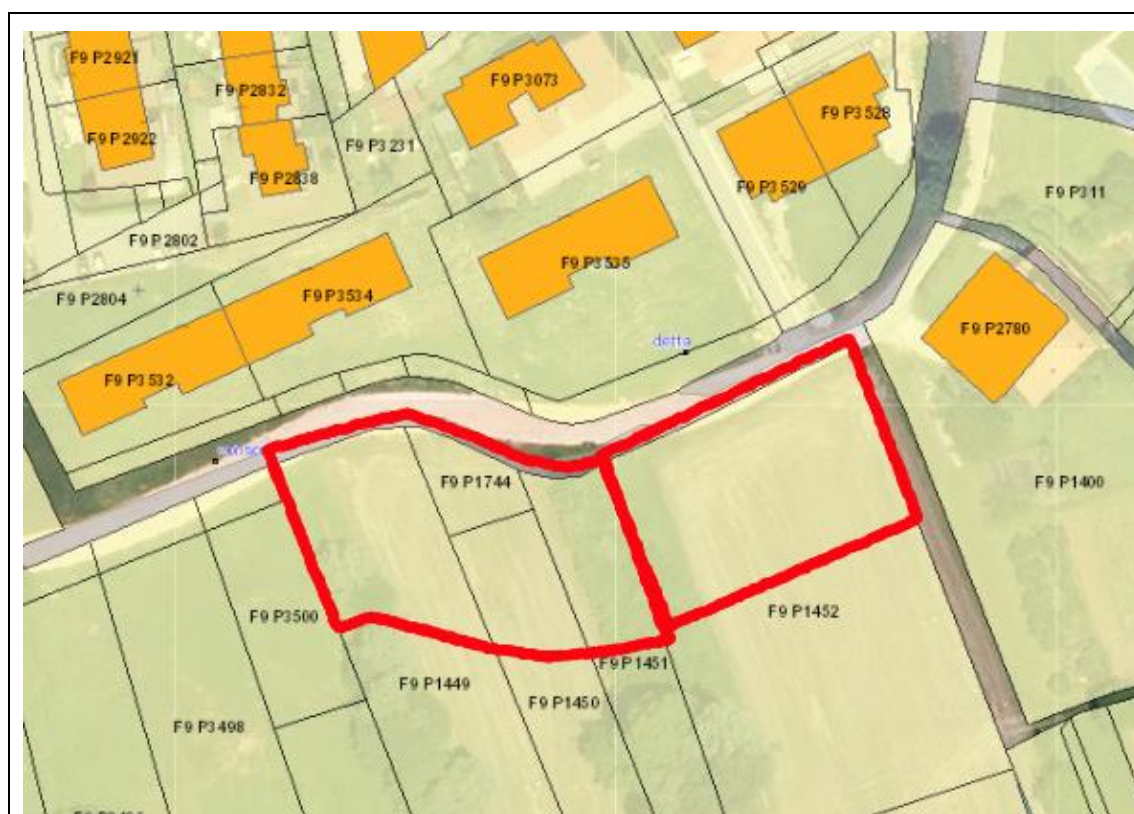 F9 P2921
F9 P2832
F9 P3073
F9 P2922
F9 P3528
F9 P3231
F9 P2838
F9 P3529
F9 P311
F9 P2802
F9 P3535
F9 P2804
F9 P3534
F9 P2780
detta
F9 P3532
F9 P1744
F9 P1400
F9 P3500
F9 P1452
F9 P1451
F9 P1449
F9 P1450
F9 P3498